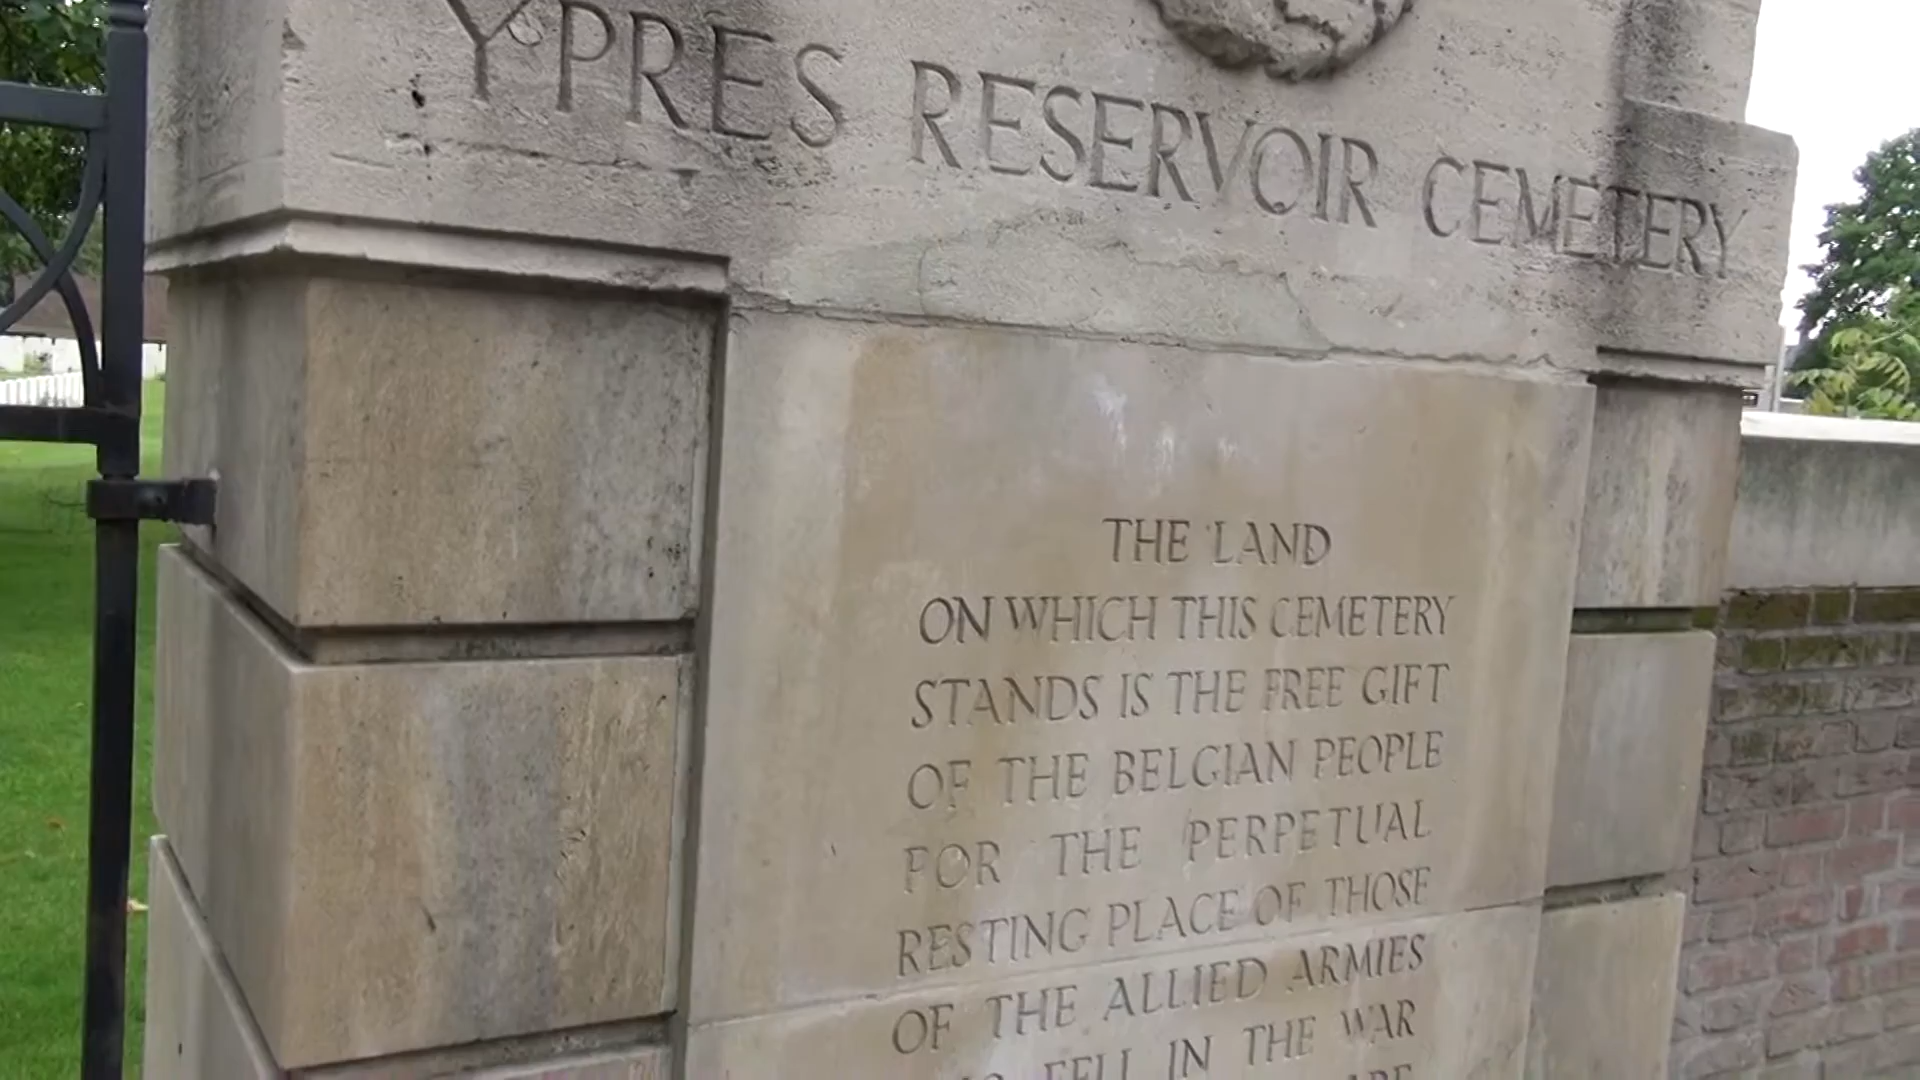 YPRES RESERVOIR CEMETERY
THE LAND
ON WHICH THIS CEMETERY
STANDS IS THE FREE GIFT
OF THE BELGIAN PEOPLE
FOR THE PERPETUAL
RESTING PLACE OF THOSE
OF THE ALLIED ARMIES
FELL IN THE WAR